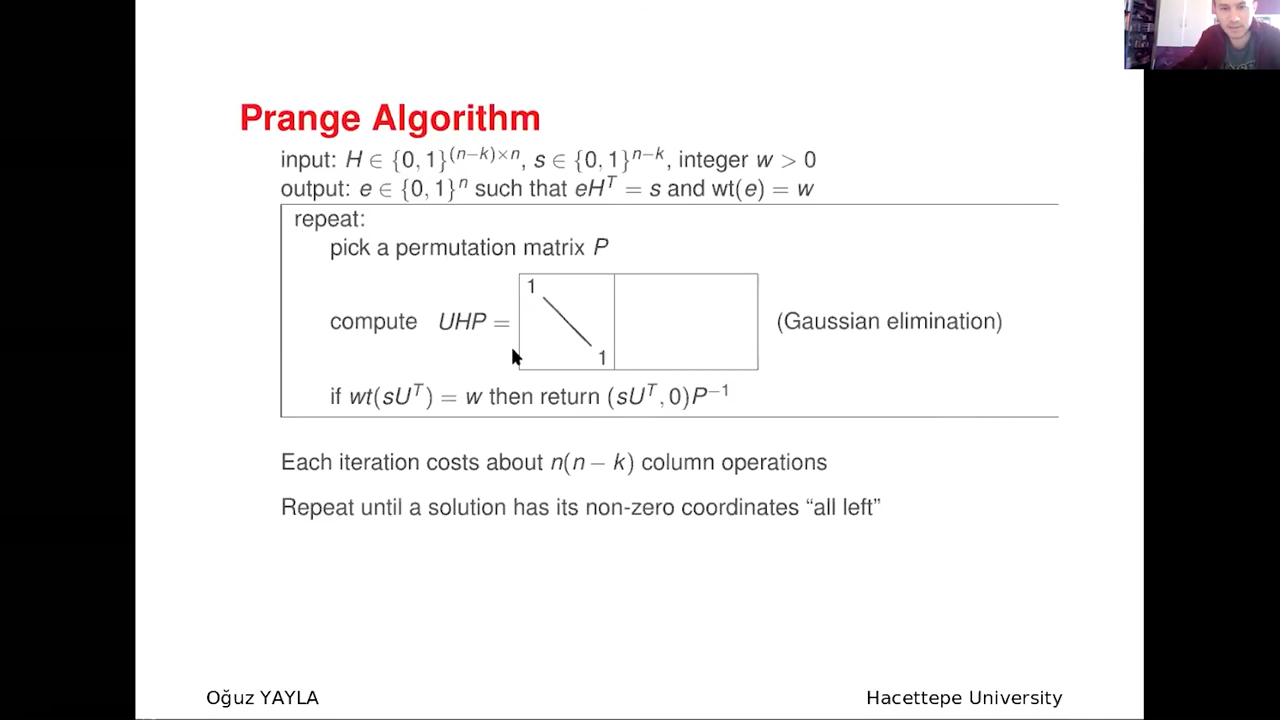 Prange Algorithm
input: H ∈ {0, 1}^{(n−k)×n}, s ∈ {0, 1}^{n−k}, integer w > 0
output: e ∈ {0, 1}^n such that eH^T = s and wt(e) = w
repeat:
pick a permutation matrix P
1
compute UHP = (Gaussian elimination)
1
if wt(sU^T) = w then return (sU^T, 0)P^{−1}
Each iteration costs about n(n − k) column operations
Repeat until a solution has its non-zero coordinates “all left”
Oğuz YAYLA Hacettepe University